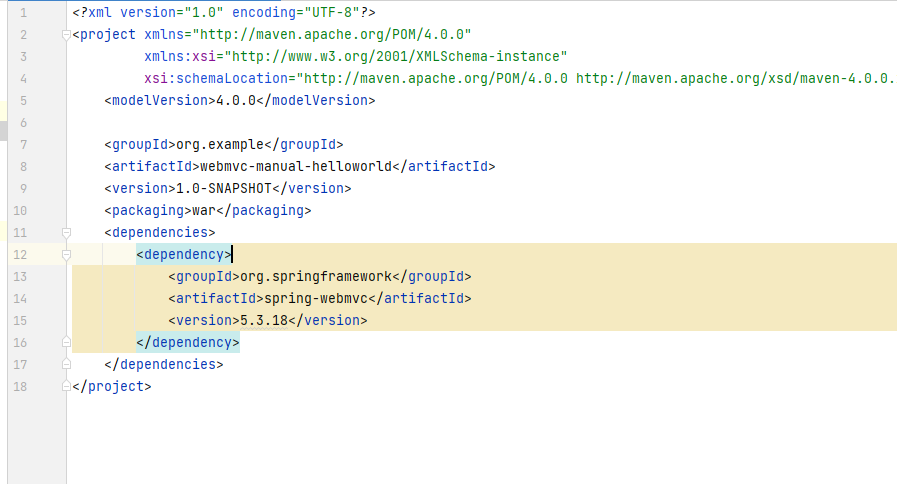 1 <?xml version="1.0" encoding="UTF-8"?>
2 <project xmlns="http://maven.apache.org/POM/4.0.0"
3 xmlns:xsi="http://www.w3.org/2001/XMLSchema-instance"
4 xsi:schemaLocation="http://maven.apache.org/POM/4.0.0 http://maven.apache.org/xsd/maven-4.0.0.
5 <modelVersion>4.0.0</modelVersion>
6
7 <groupId>org.example</groupId>
8 <artifactId>webmvc-manual-helloworld</artifactId>
9 <version>1.0-SNAPSHOT</version>
10 <packaging>war</packaging>
11 <dependencies>
12 <dependency>
13 <groupId>org.springframework</groupId>
14 <artifactId>spring-webmvc</artifactId>
15 <version>5.3.18</version>
16 </dependency>
17 </dependencies>
18 </project>